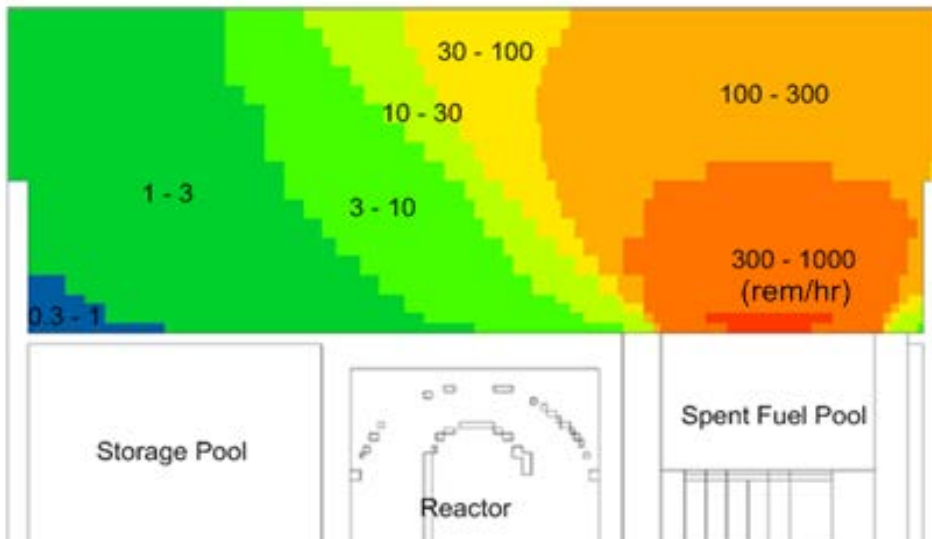 30 - 100
100 - 300
10 - 30
1 - 3
3 - 10
300 - 1000
(rem/hr)
0.3 - 1
Spent Fuel Pool
Storage Pool
Reactor